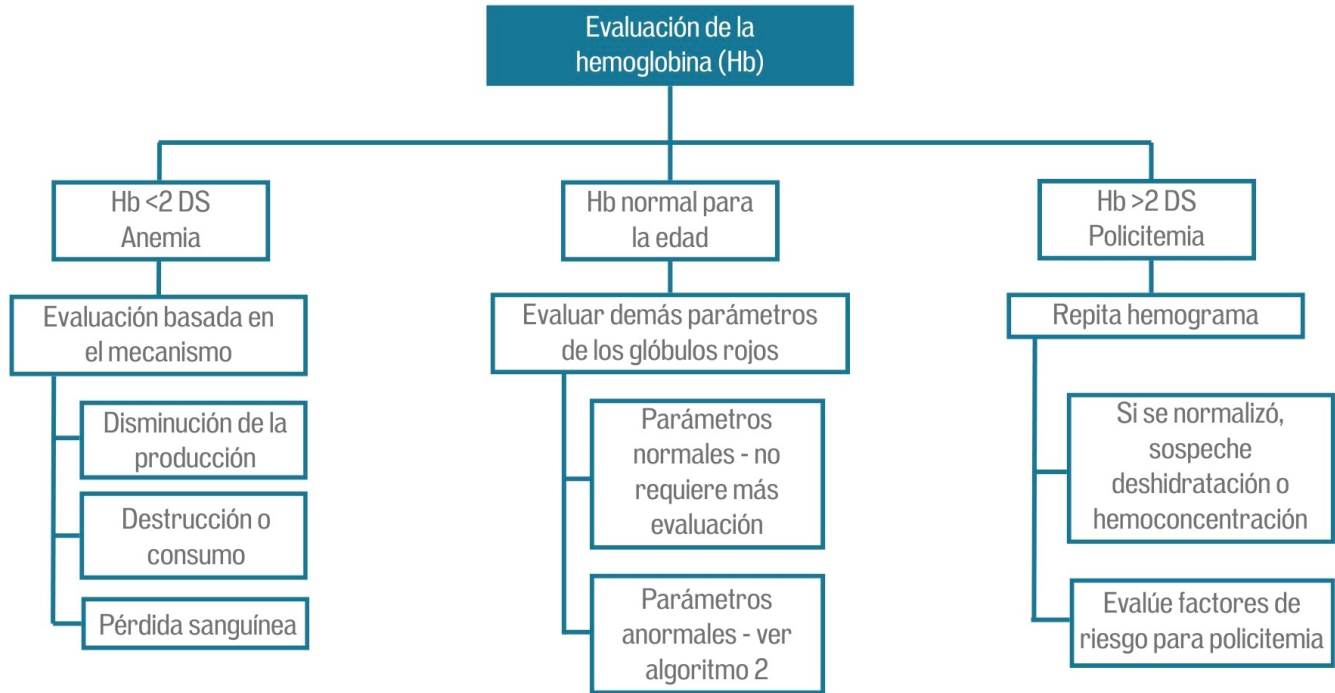 Evaluación de la
hemoglobina (Hb)
Hb <2 DS
Anemia
Evaluación basada en
el mecanismo
Disminución de la
producción
Destrucción o
consumo
Pérdida sanguínea
Hb normal para
la edad
Evaluar demás parámetros
de los glóbulos rojos
Parámetros
normales - no
requiere más
evaluación
Parámetros
anormales - ver
algoritmo 2
Hb >2 DS
Policitemia
Repita hemograma
Si se normalizó,
sospeche
deshidratación o
hemoconcentración
Evalúe factores de
riesgo para policitemia